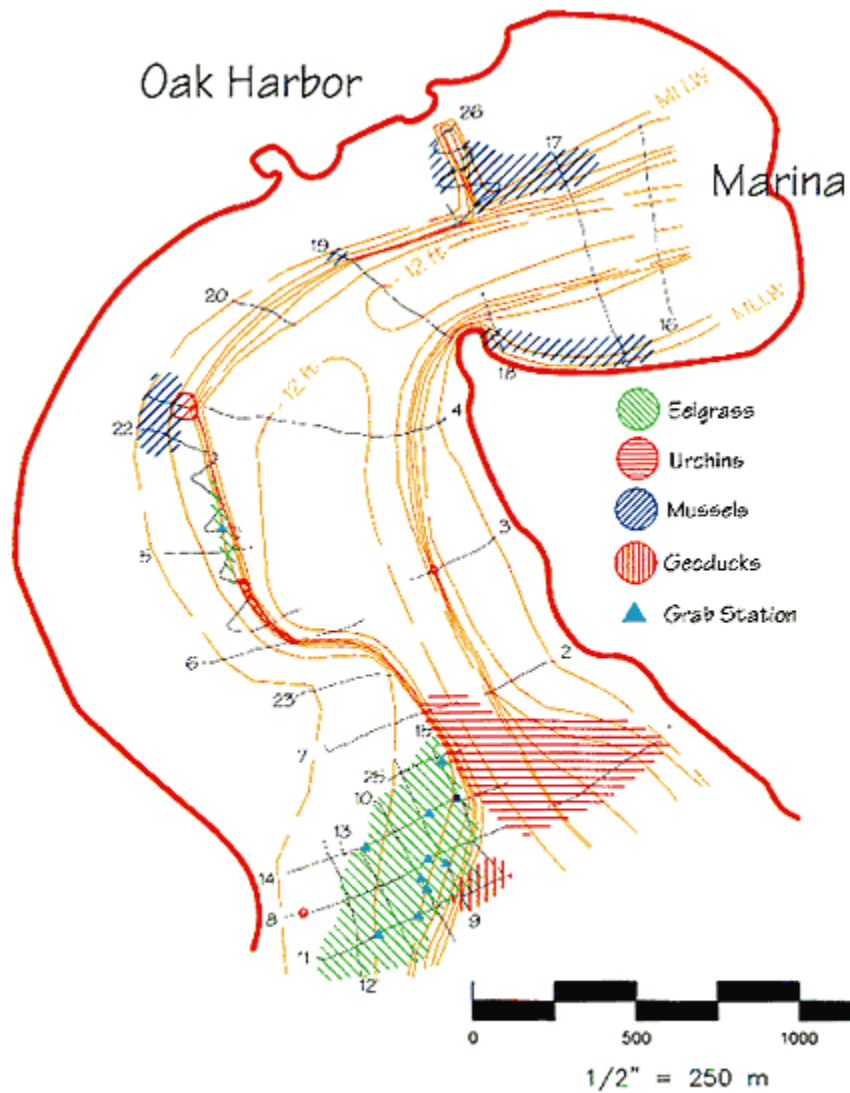 Oak Harbor
26
MLLW
17
Marina
19
12 ft
20
MLLW
16
18
12 ft
Eelgrass
4
22
Urchins
Mussels
3
5
Geoducks
Grab Station
6
2
23
15
7
25
10
13
14
8
9
11
12
0 500 1000
1/2" = 250 m